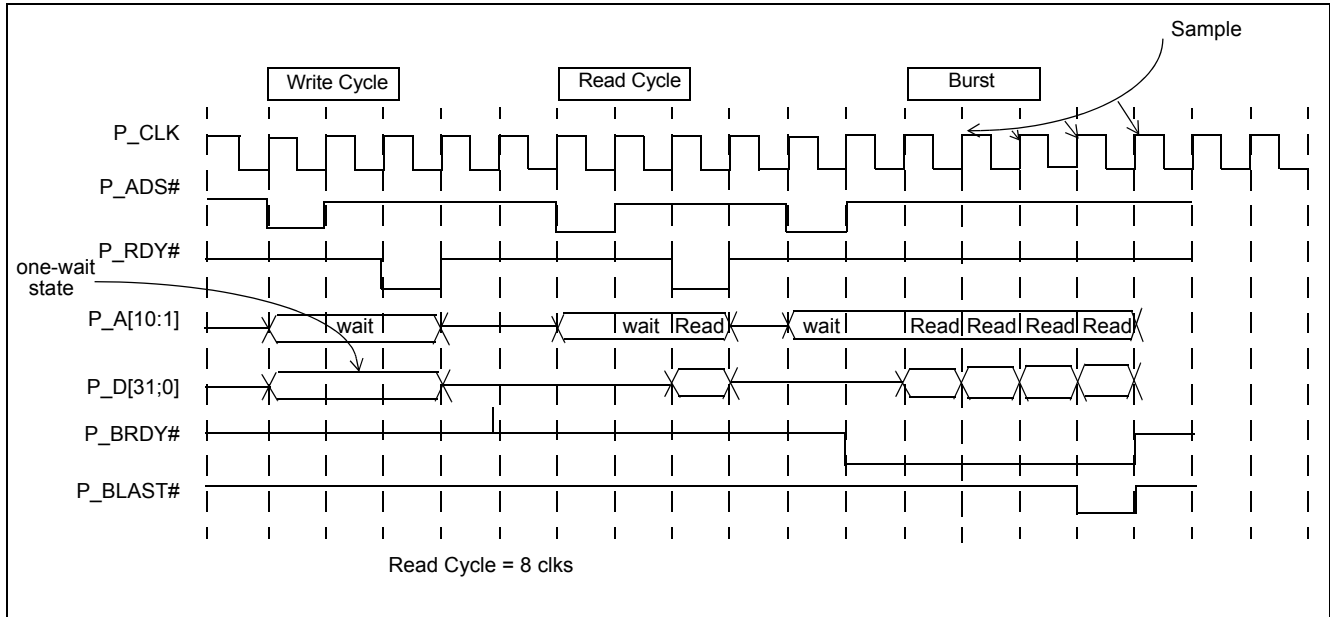 Sample
Write Cycle
Read Cycle
Burst
P_CLK
P_ADS#
P_RDY#
one-wait
state
P_A[10:1]
wait
wait Read
wait Read Read Read Read
P_D[31;0]
P_BRDY#
P_BLAST#
Read Cycle = 8 clks